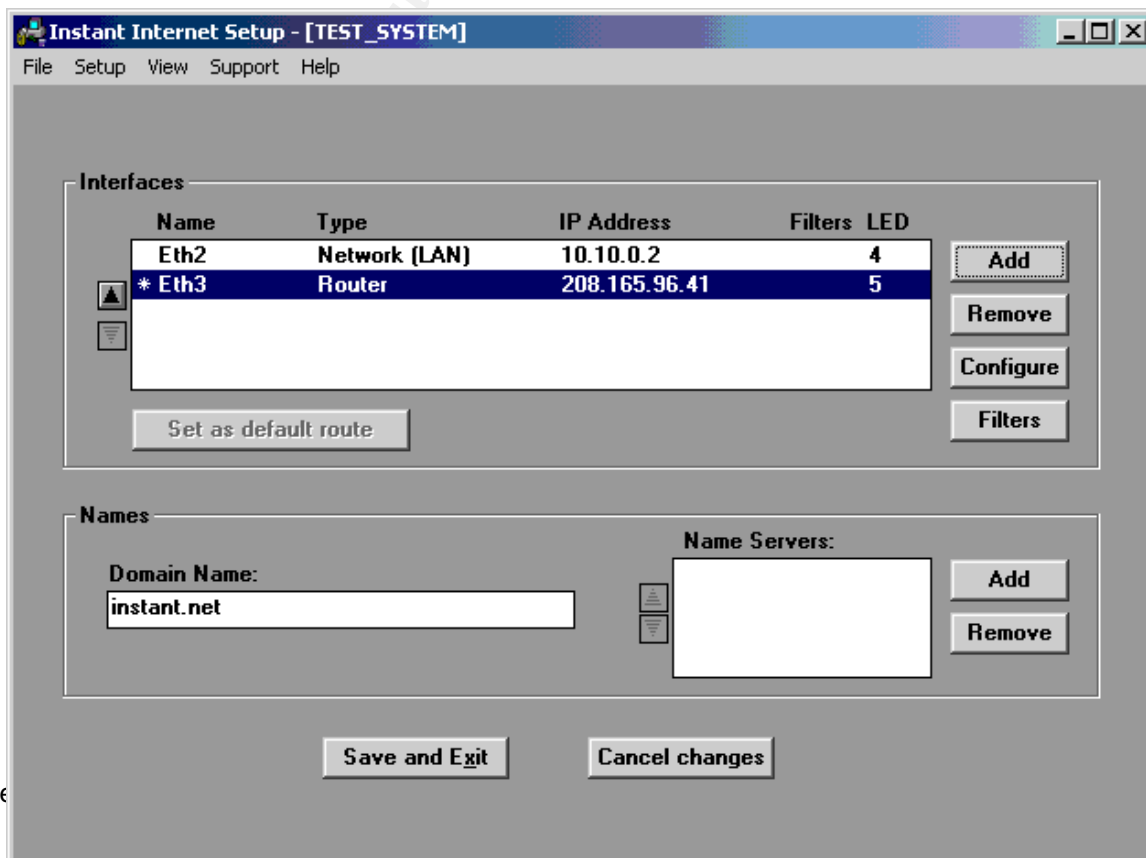 Instant Internet Setup - [TEST_SYSTEM]
File Setup View Support Help
Interfaces
Name Type IP Address Filters LED
Eth2 Network (LAN) 10.10.0.2 4
* Eth3 Router 208.165.96.41 5
Add
Remove
Configure
Filters
Set as default route
Names
Domain Name:
instant.net
Name Servers:
Add
Remove
Save and Exit
Cancel changes